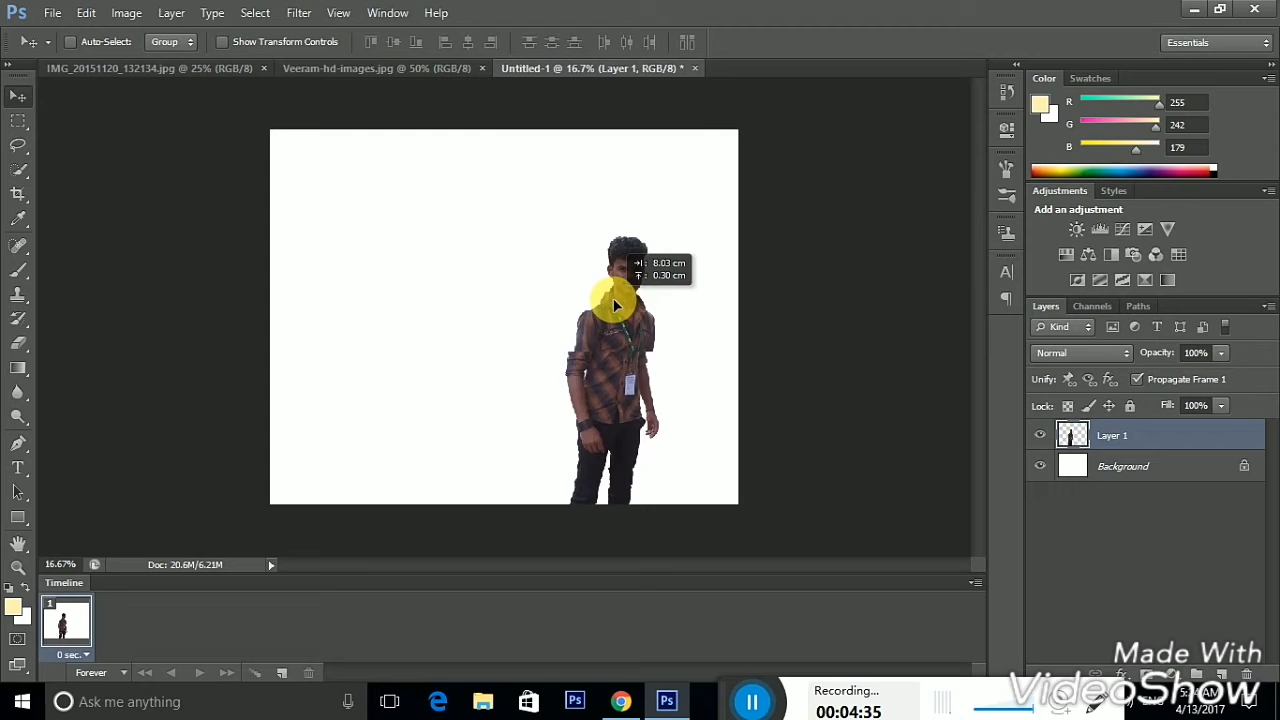 Ps File Edit Image Layer Type Select Filter View Window Help
Auto-Select: Group Show Transform Controls Essentials
IMG_20151120_132134.jpg @ 25% (RGB/8) × Veeram-hd-images.jpg @ 50% (RGB/8) × Untitled-1 @ 16.7% (Layer 1, RGB/8) * ×
Color Swatches
R 255
G 242
B 179
Adjustments Styles
Add an adjustment
Layers Channels Paths
Kind
Normal Opacity: 100%
Unify: Propagate Frame 1
Lock: Fill: 100%
Layer 1
Background
8.03 cm
0.30 cm
16.67% Doc: 20.6M/6.21M
Timeline
1
0 sec.
Forever
Made With
VideoShow
Ask me anything
Recording...
00:04:35
4/13/2017